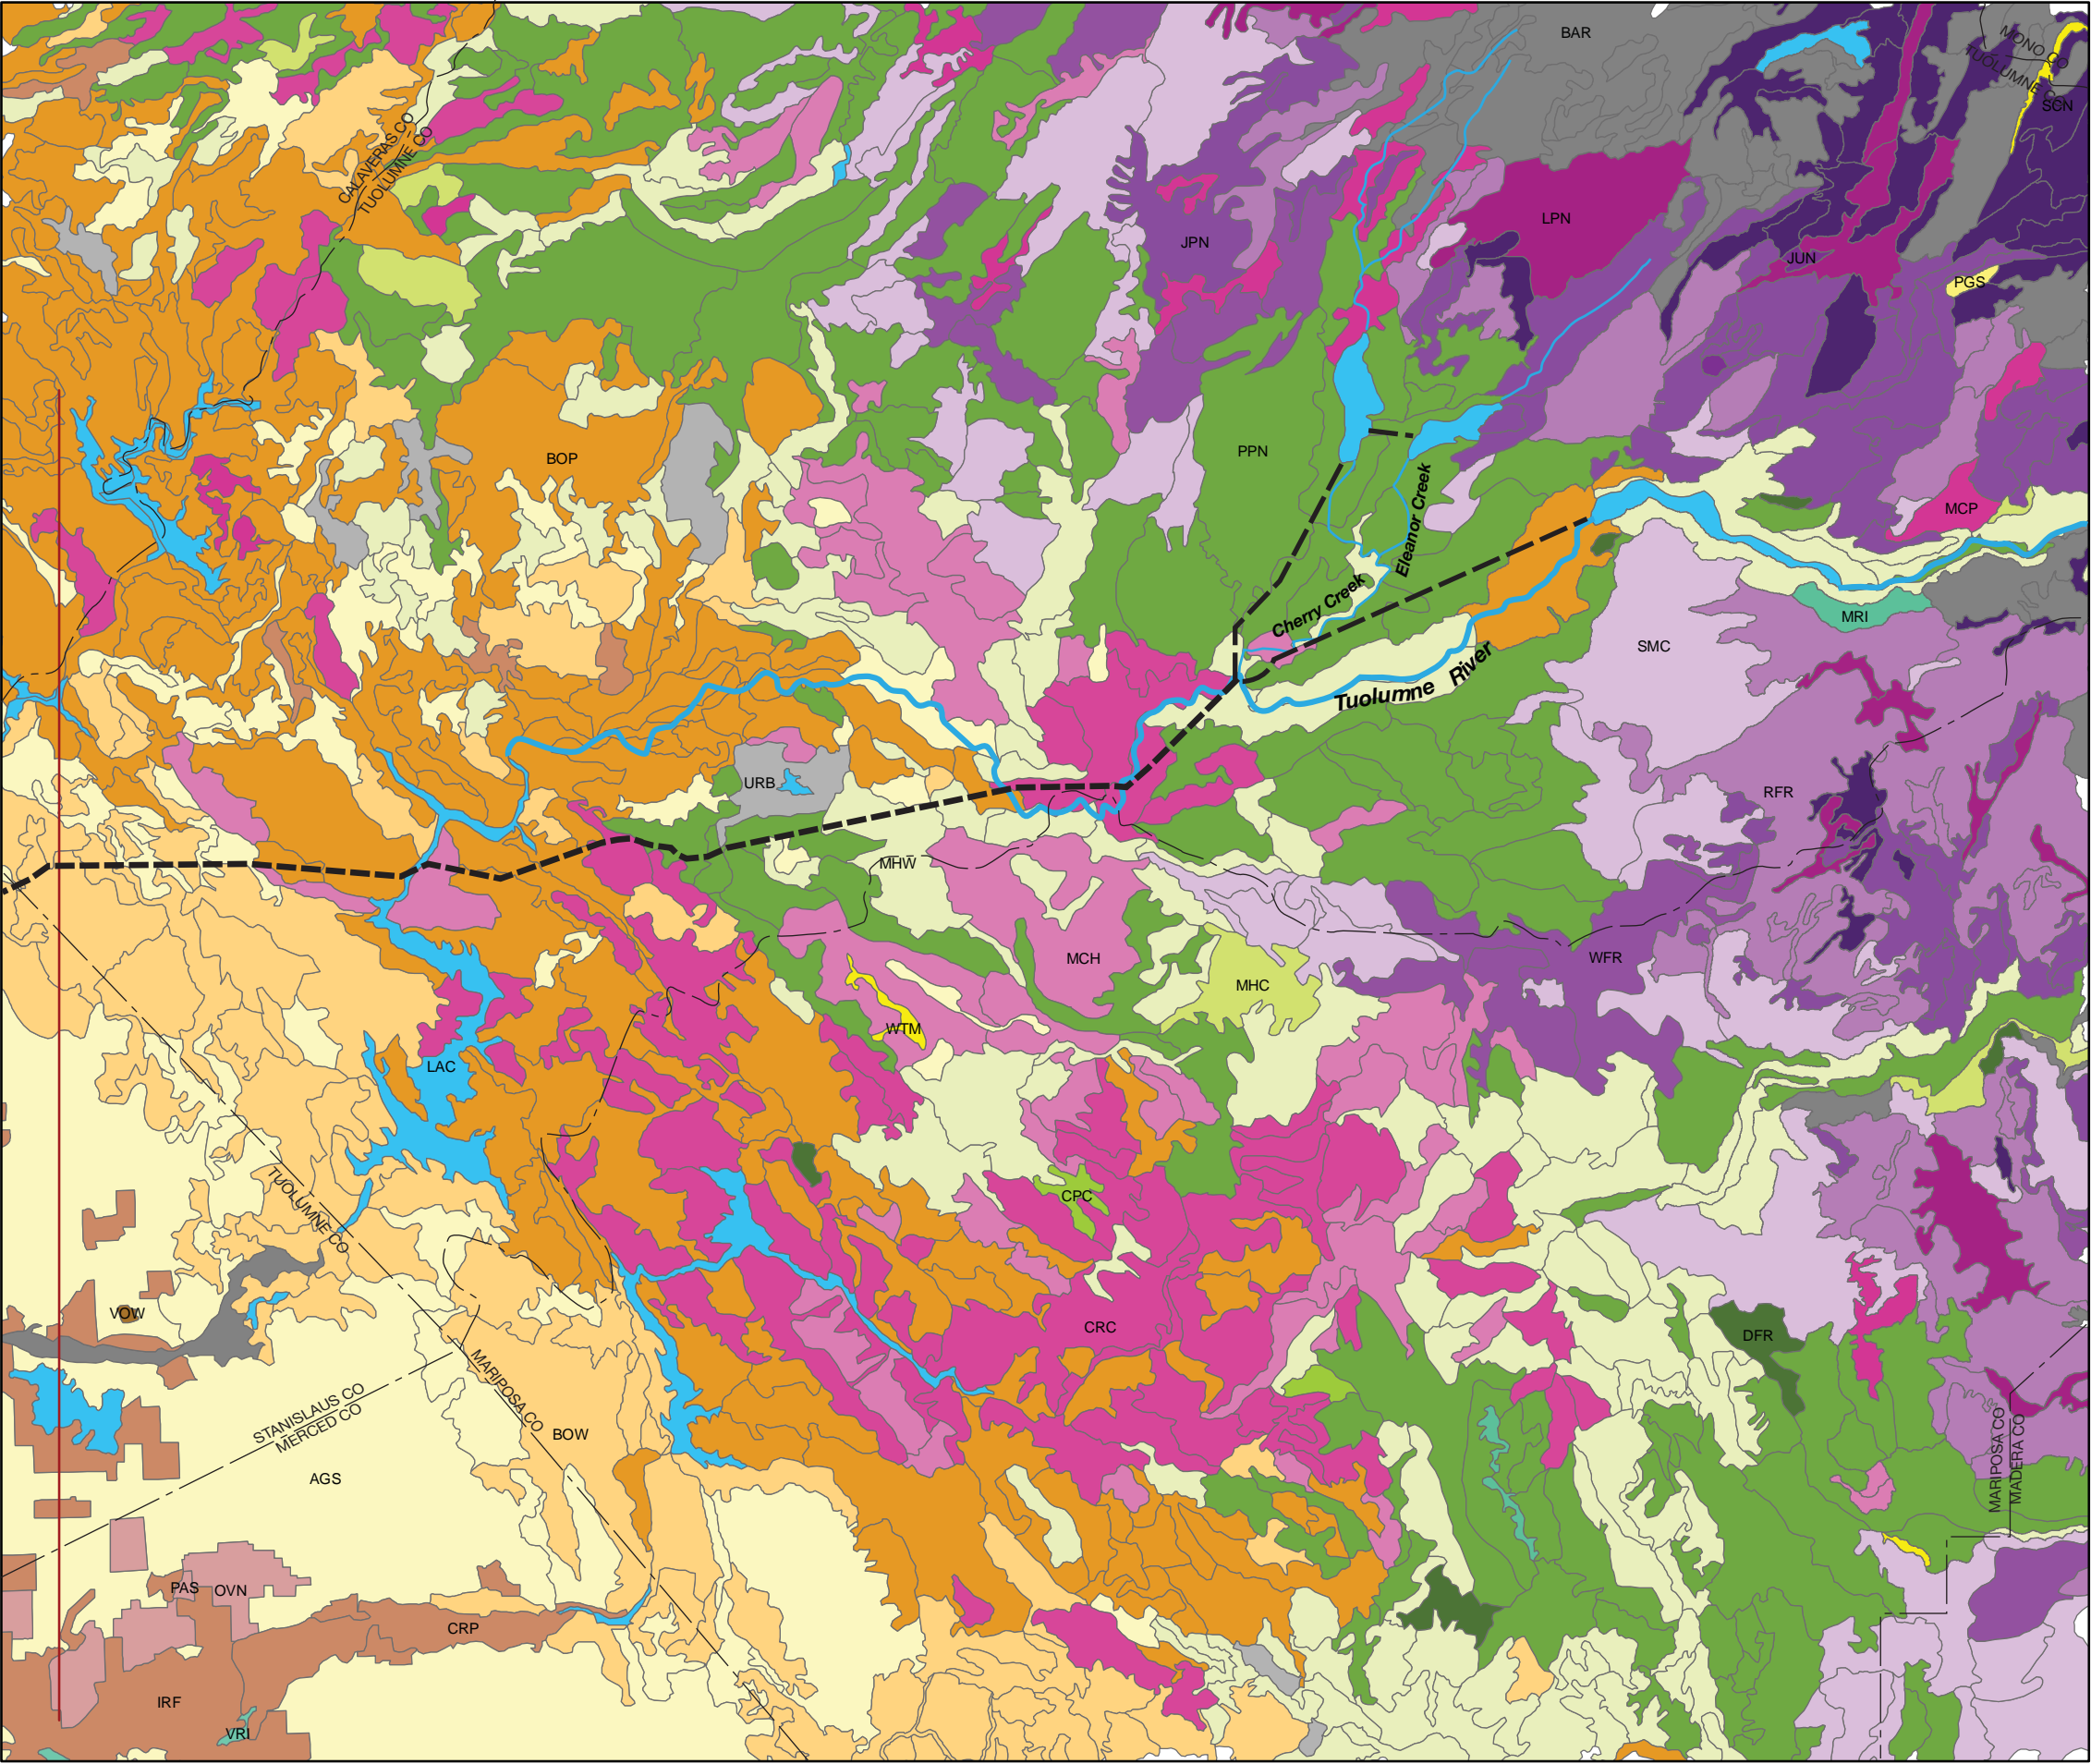 BAR
MONO CO
TUOLUMNE C
SCN
CALAVERAS CO
TUOLUMNE CO
LPN
JPN
JUN
PGS
PPN
BOP
Eleanor Creek
MCP
Cherry Creek
MRI
SMC
Tuolumne River
URB
RFR
MHW
MCH
WFR
MHC
WTM
LAC
CPC
TUOLUMNE CO
VOW
CRC
DFR
MARIPOSA CO
STANISLAUS CO
MERCED CO
BOW
AGS
MARIPOSA CO
MADERA CO
PAS
OVN
CRP
IRF
VRI